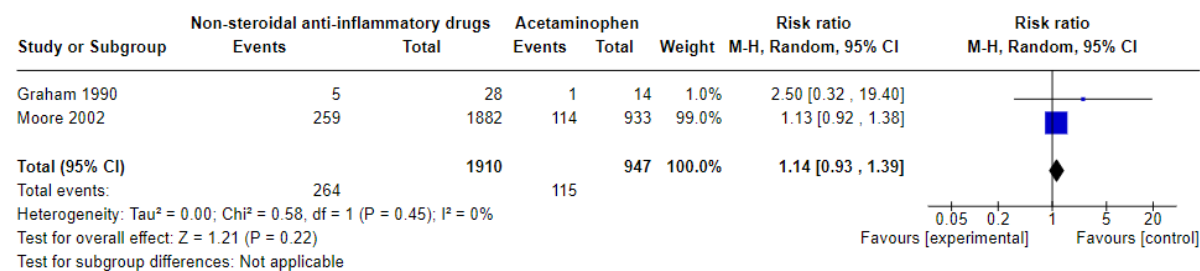 Non-steroidal anti-inflammatory drugs Acetaminophen Risk ratio Risk ratio
Study or Subgroup Events Total Events Total Weight M-H, Random, 95% CI M-H, Random, 95% CI
Graham 1990 5 28 1 14 1.0% 2.50 [0.32 , 19.40]
Moore 2002 259 1882 114 933 99.0% 1.13 [0.92 , 1.38]
Total (95% CI) 1910 947 100.0% 1.14 [0.93 , 1.39]
Total events: 264 115
Heterogeneity: Tau² = 0.00; Chi² = 0.58, df = 1 (P = 0.45); I² = 0%
0.05 0.2 1 5 20
Test for overall effect: Z = 1.21 (P = 0.22)
Favours [experimental] Favours [control]
Test for subgroup differences: Not applicable